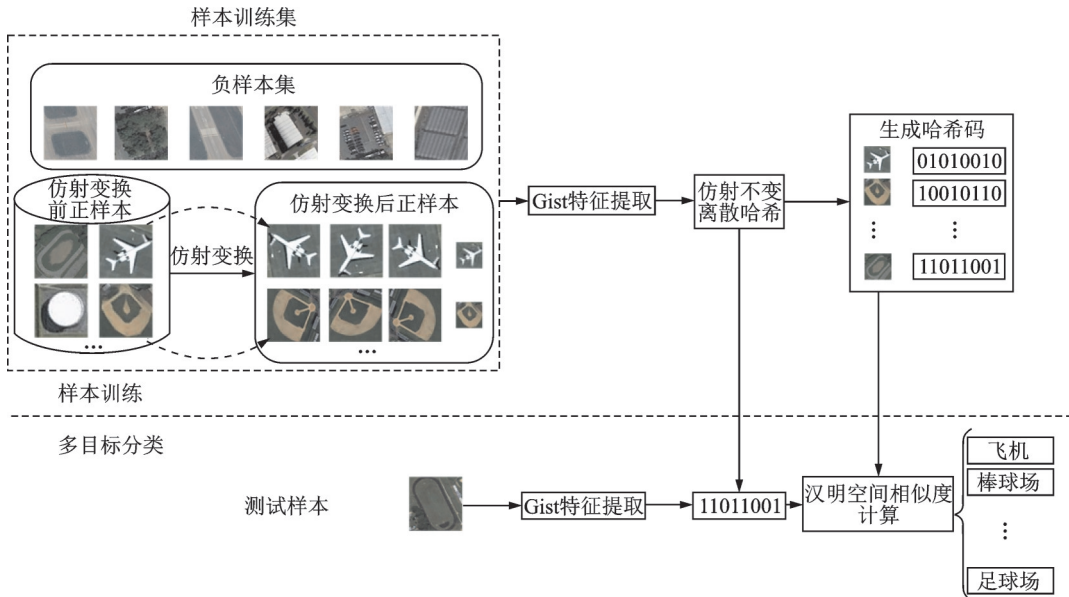 样本训练集
负样本集
仿射变换
前正样本
仿射变换
仿射变换后正样本
...
...
Gist特征提取
仿射不变
离散哈希
生成哈希码
01010010
10010110
⋮ ⋮
11011001
样本训练
多目标分类
测试样本
Gist特征提取
11011001
汉明空间相似度
计算
飞机
棒球场
⋮
足球场